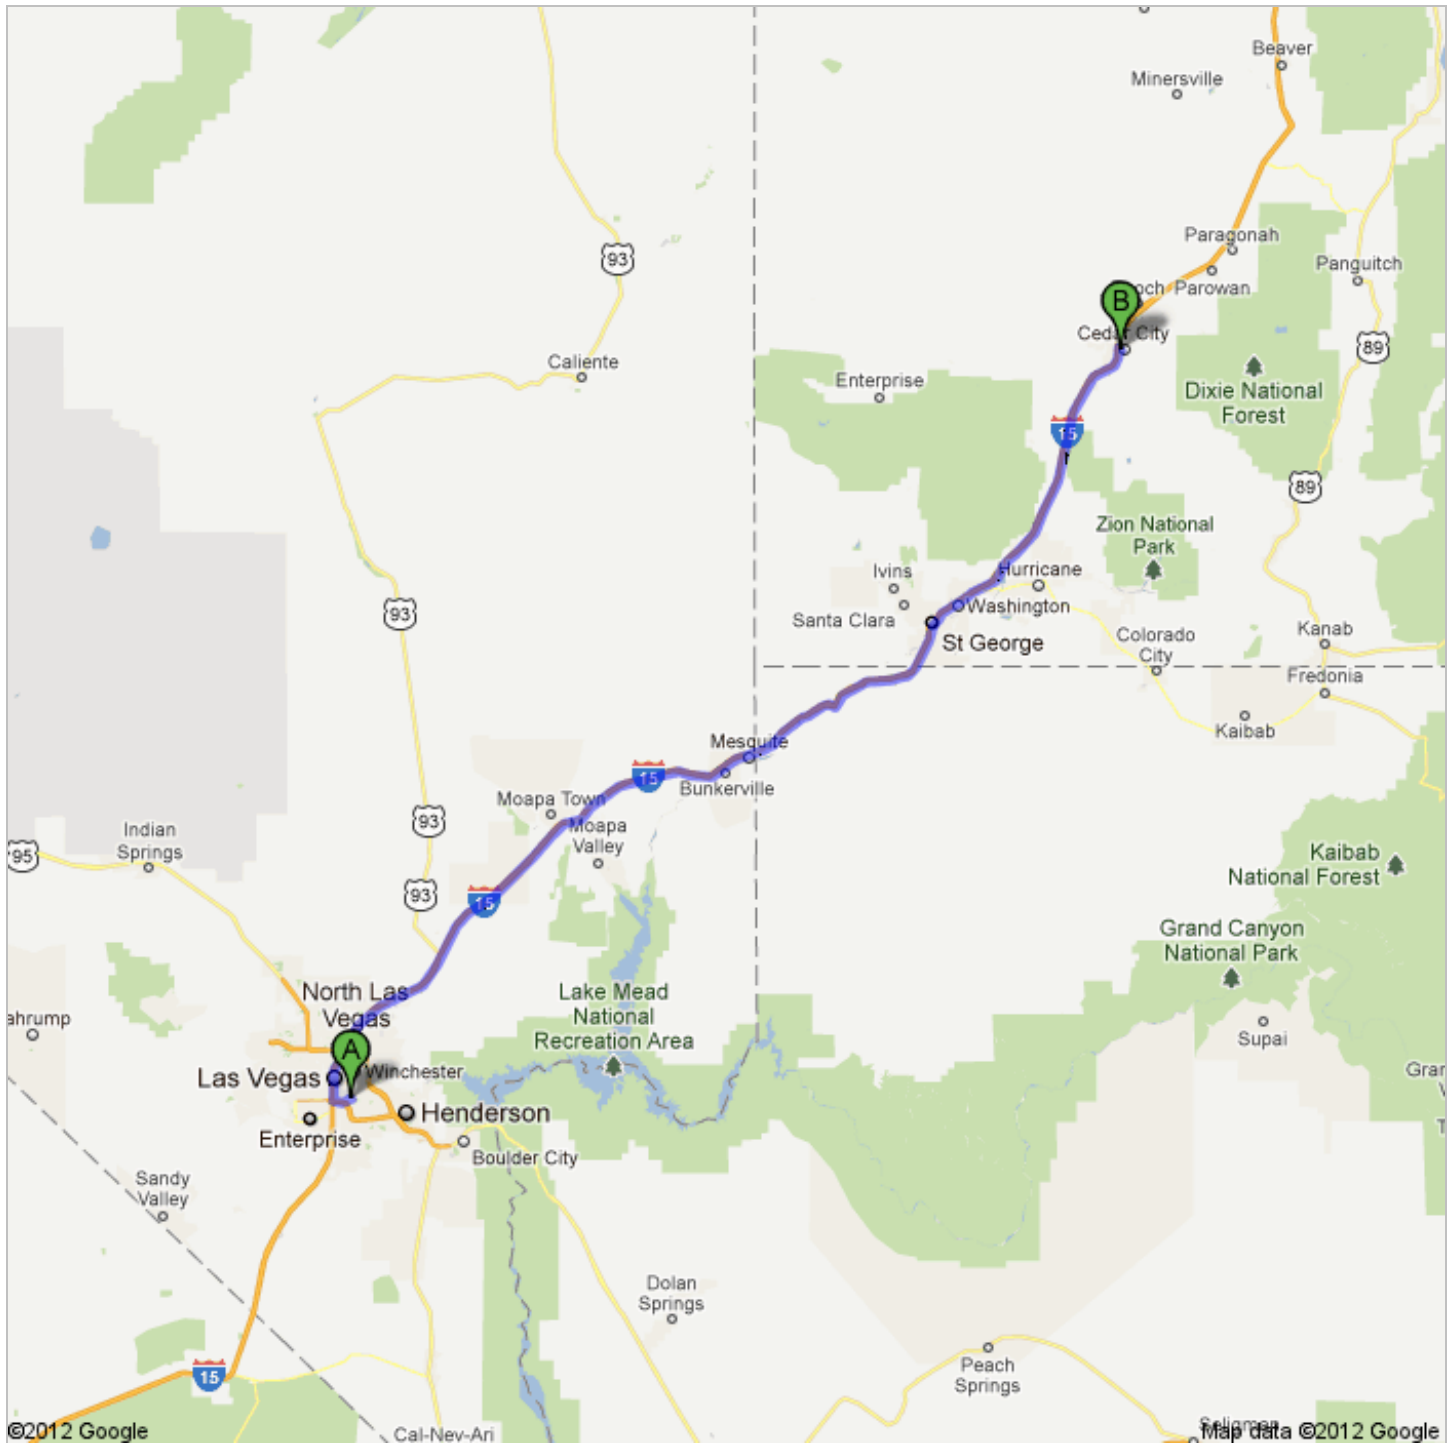 Beaver
Minersville
Paragonah
93
Panguitch
B
och Parowan
Cedar City
89
Caliente
Enterprise
Dixie National
Forest
15
89
Zion National
Park
Ivins
Hurricane
93
Santa Clara
Washington
St George
Colorado
City
Kanab
Fredonia
Kaibab
Mesquite
15
Bunkerville
Moapa Town
93
Moapa
Valley
Indian
Springs
95
Kaibab
National Forest
93
15
Grand Canyon
National Park
North Las
Vegas
Lake Mead
National
Recreation Area
ahrump
Supai
A
Las Vegas
Winchester
Gran
Henderson
Enterprise
Boulder City
Sandy
Valley
Dolan
Springs
15
Peach
Springs
Cal-Nev-Ari
Seligman
©2012 Google
Map data ©2012 Google